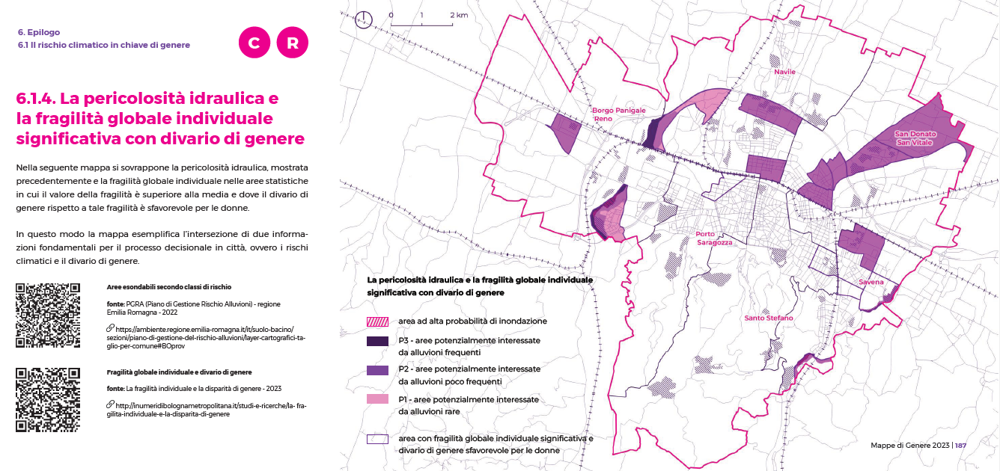 6. Epilogo
6.1 Il rischio climatico in chiave di genere
C R
6.1.4. La pericolosità idraulica e
la fragilità globale individuale
significativa con divario di genere
Nella seguente mappa si sovrappone la pericolosità idraulica, mostrata
precedentemente e la fragilità globale individuale nelle aree statistiche
in cui il valore della fragilità è superiore alla media e dove il divario di
genere rispetto a tale fragilità è sfavorevole per le donne.
In questo modo la mappa esemplifica l'intersezione di due informa-
zioni fondamentali per il processo decisionale in città, ovvero i rischi
climatici e il divario di genere.
Aree esondabili secondo classi di rischio
fonte: PGRA (Piano di Gestione Rischio Alluvioni) - regione
Emilia Romagna - 2022
https://ambiente.regione.emilia-romagna.it/it/suolo-bacino/
sezioni/piano-di-gestione-del-rischio-alluvioni/layer-cartografici-ta-
glio-per-comune#BOprov
Fragilità globale individuale e divario di genere
fonte: La fragilità individuale e la disparità di genere - 2023
http://inumeridibolognametropolitana.it/studi-e-ricerche/la- fra-
gilita-individuale-e-la-disparita-di-genere
0 1 2 km
Navile
Borgo Panigale
Reno
San Donato
San Vitale
Porto
Saragozza
Savena
Santo Stefano
La pericolosità idraulica e la fragilità globale individuale
significativa con divario di genere
area ad alta probabilità di inondazione
P3 - aree potenzialmente interessate
da alluvioni frequenti
P2 - aree potenzialmente interessate
da alluvioni poco frequenti
P1 - aree potenzialmente interessate
da alluvioni rare
area con fragilità globale individuale significativa e
divario di genere sfavorevole per le donne
Mappe di Genere 2023 | 187